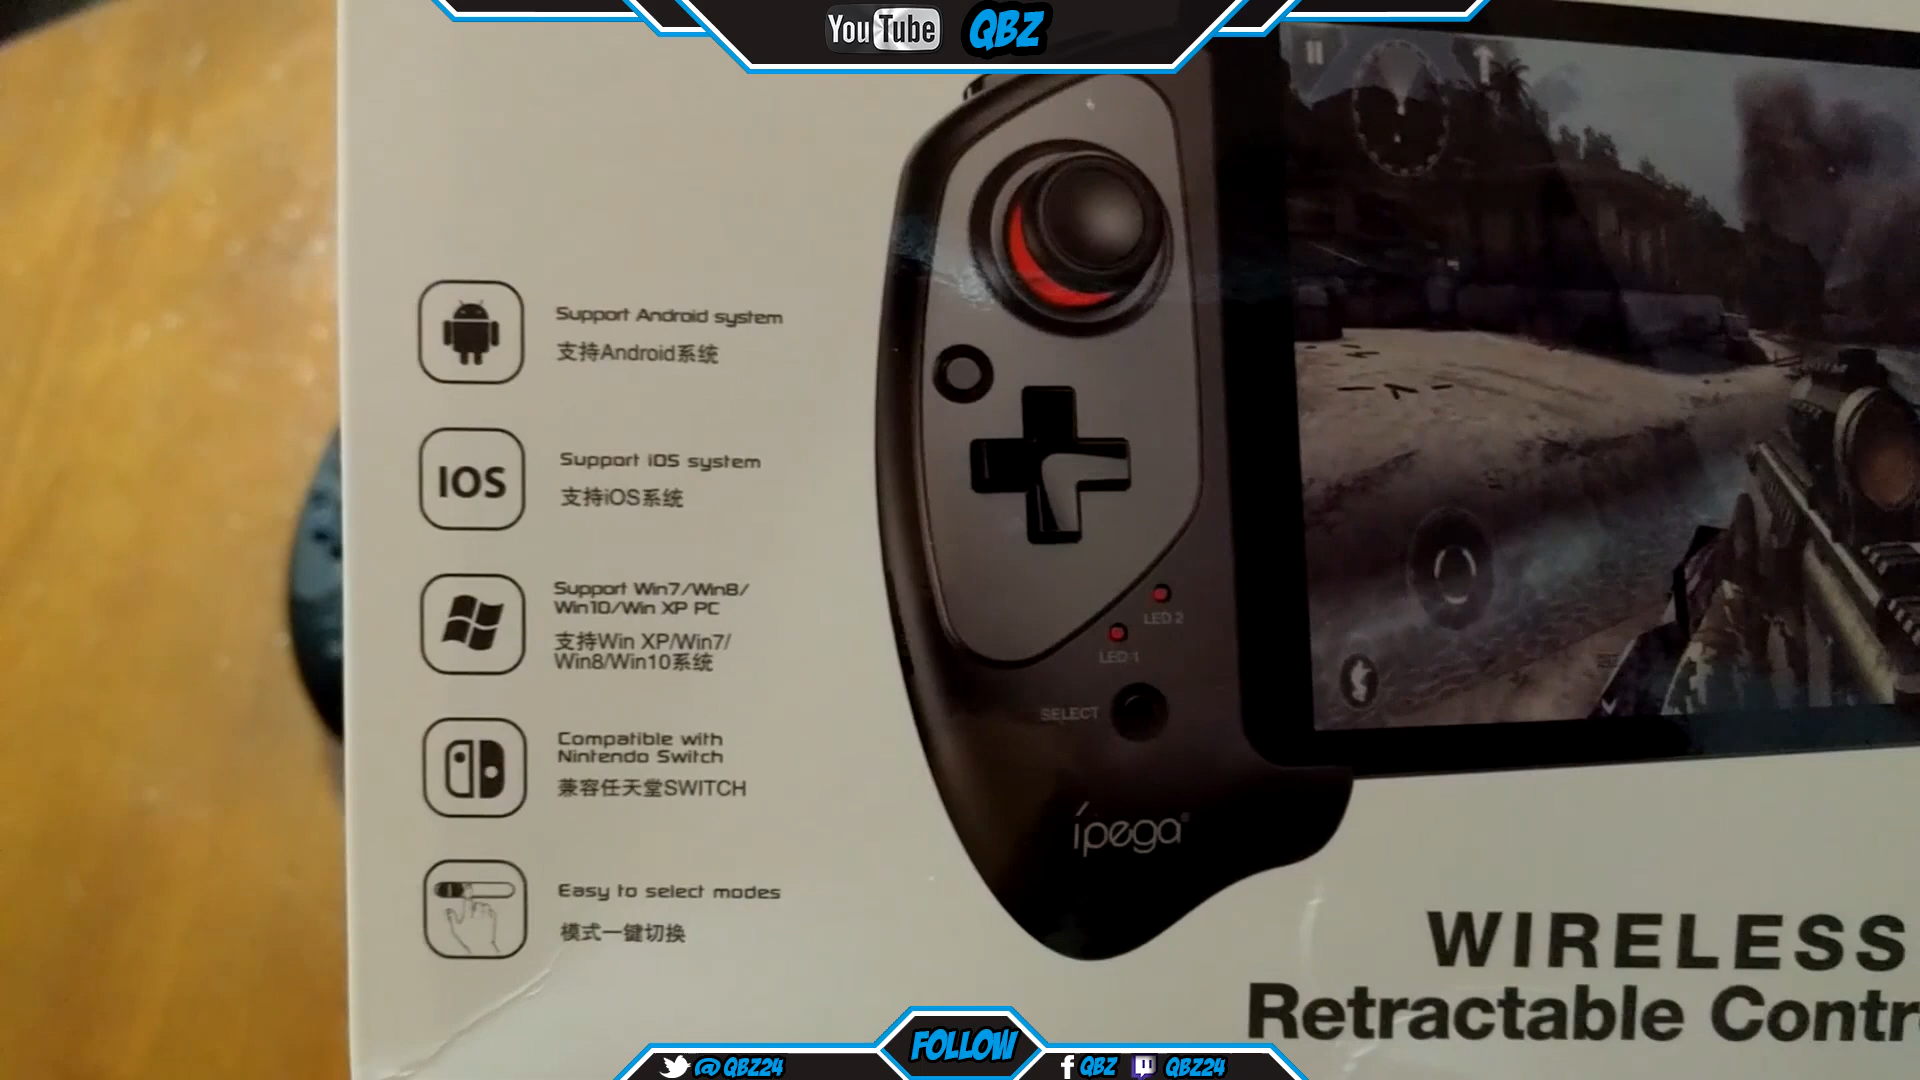 YouTube QBZ
Support Android system
支持Android系统
IOS
Support iOS system
支持iOS系统
Support Win7/Win8/
Win10/Win XP PC
支持Win XP/Win7/
Win8/Win10系统
Compatible with
Nintendo Switch
兼容任天堂SWITCH
Easy to select modes
模式一键切换
LED 2
LED 1
SELECT
ípega®
WIRELESS
Retractable Contr
FOLLOW
@QBZ24
QBZ
QBZ24